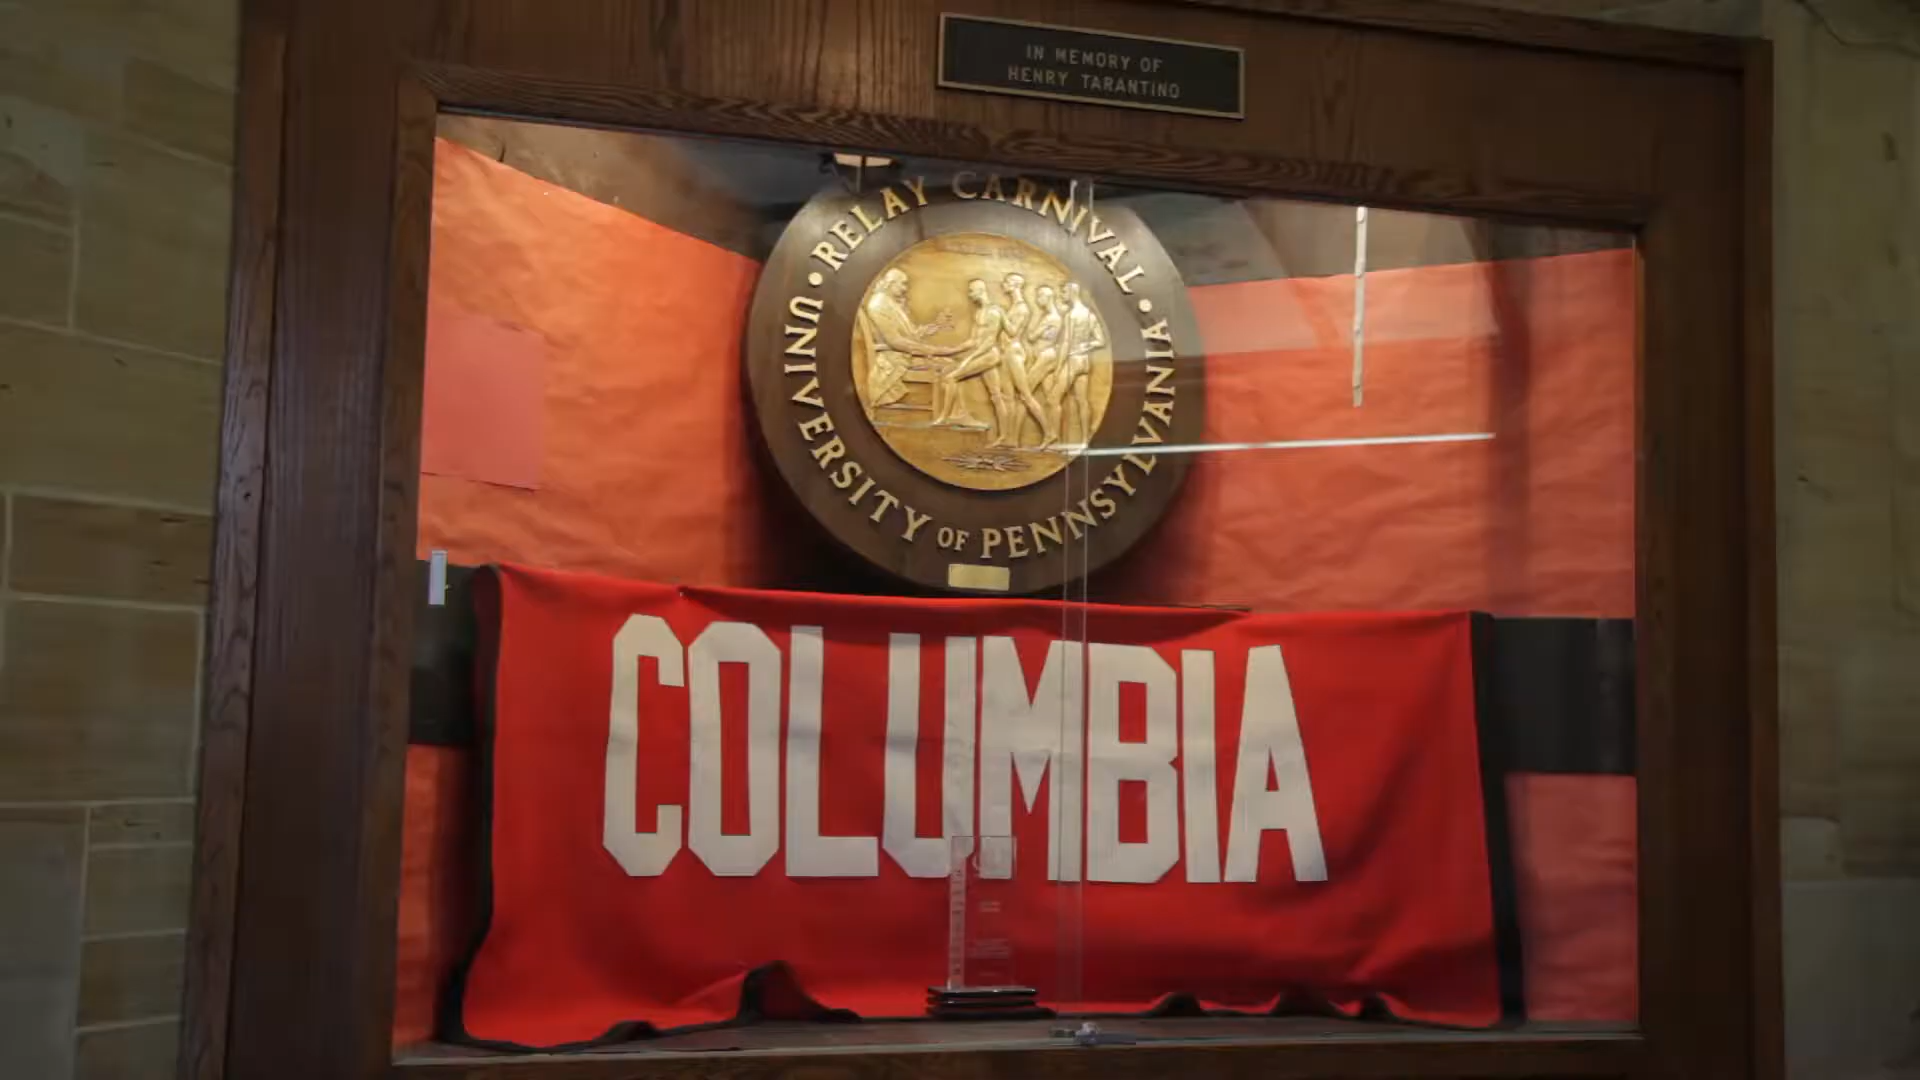 IN MEMORY OF
HENRY TARANTINO
RELAY CARNIVAL
UNIVERSITY OF PENNSYLVANIA
COLUMBIA